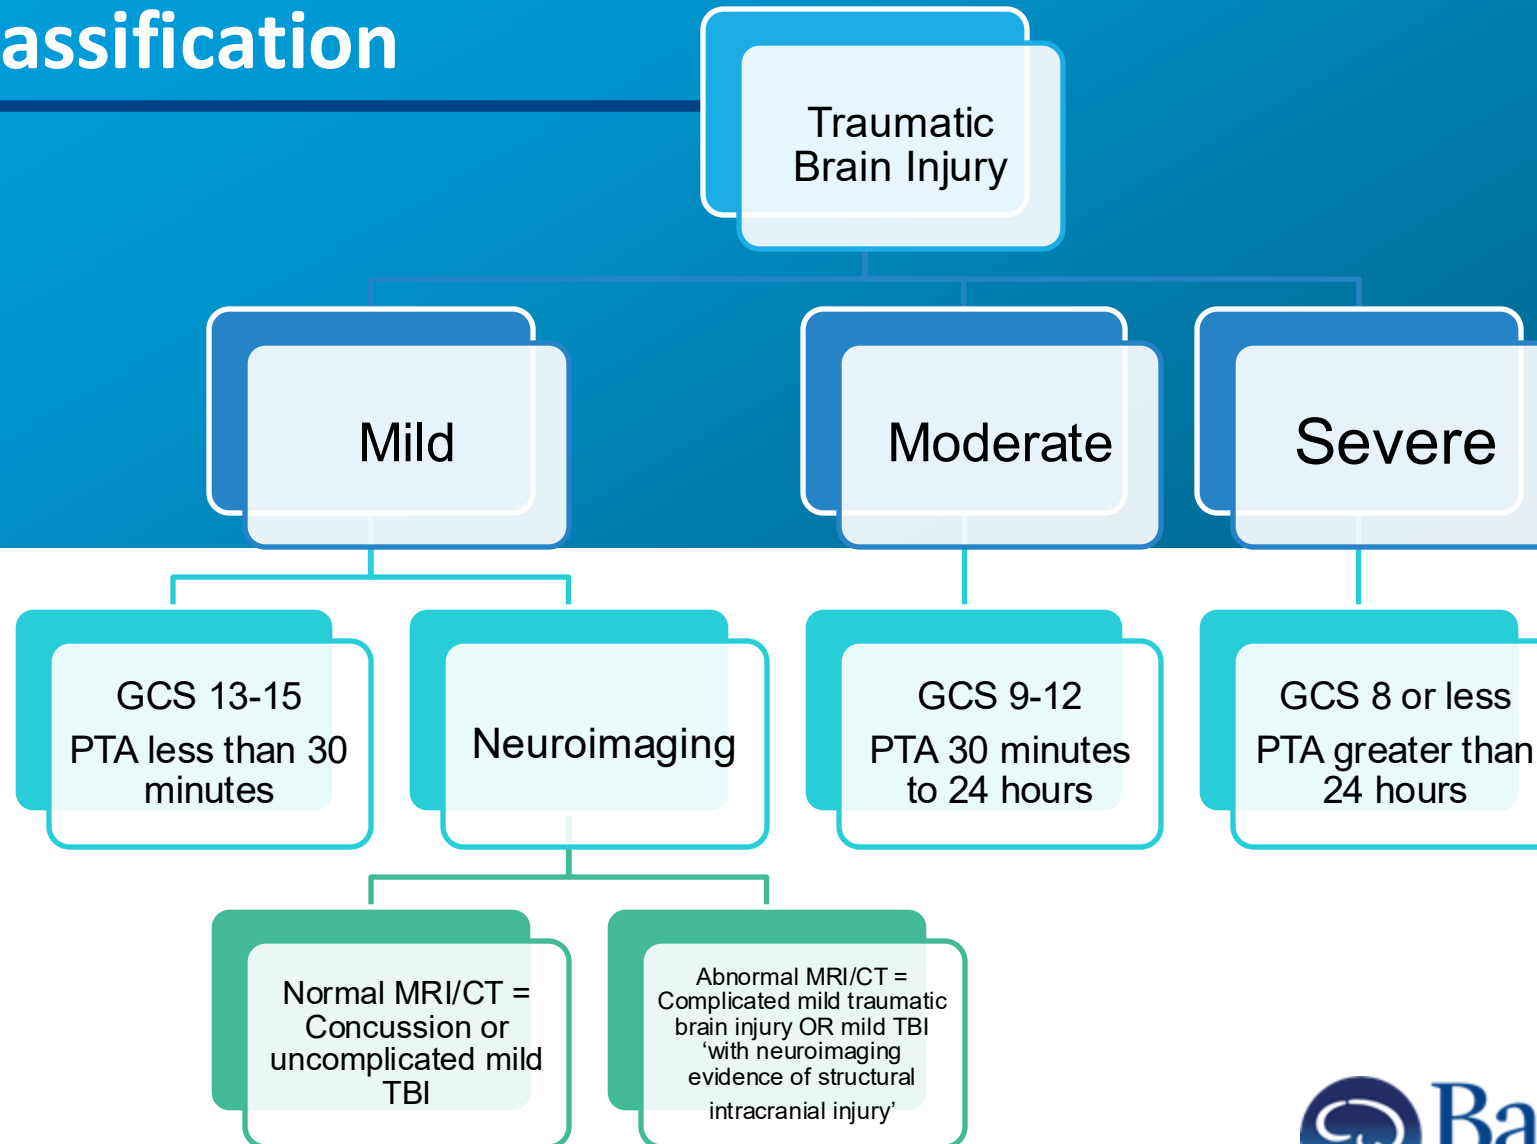 assification
Traumatic
Brain Injury
Mild
Moderate
Severe
GCS 13-15
PTA less than 30
minutes
Neuroimaging
GCS 9-12
PTA 30 minutes
to 24 hours
GCS 8 or less
PTA greater than
24 hours
Normal MRI/CT =
Concussion or
uncomplicated mild
TBI
Abnormal MRI/CT =
Complicated mild traumatic
brain injury OR mild TBI
‘with neuroimaging
evidence of structural
intracranial injury’
Ba